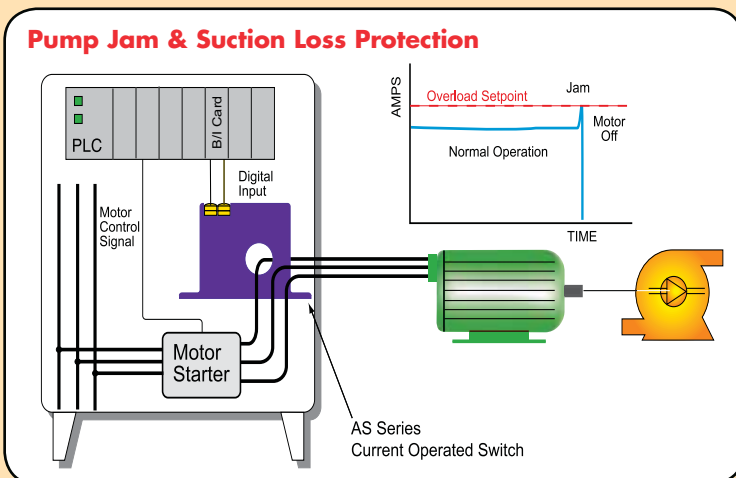 Pump Jam & Suction Loss Protection
PLC
B/I Card
Digital
Input
Motor
Control
Signal
Motor
Starter
AS Series
Current Operated Switch
AMPS
Overload Setpoint
Jam
Motor
Off
Normal Operation
TIME